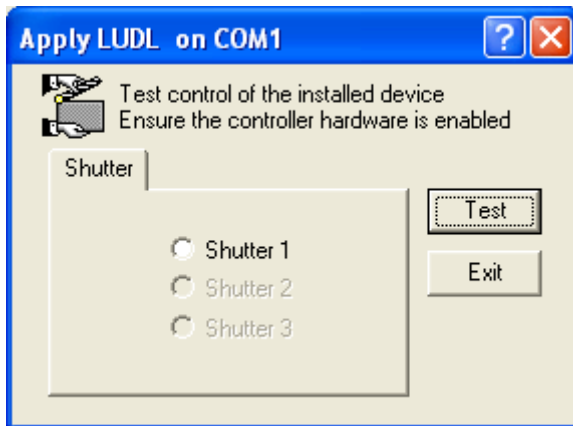 Apply LUDL on COM1
Test control of the installed device
Ensure the controller hardware is enabled
Shutter
Test
Shutter 1
Exit
Shutter 2
Shutter 3